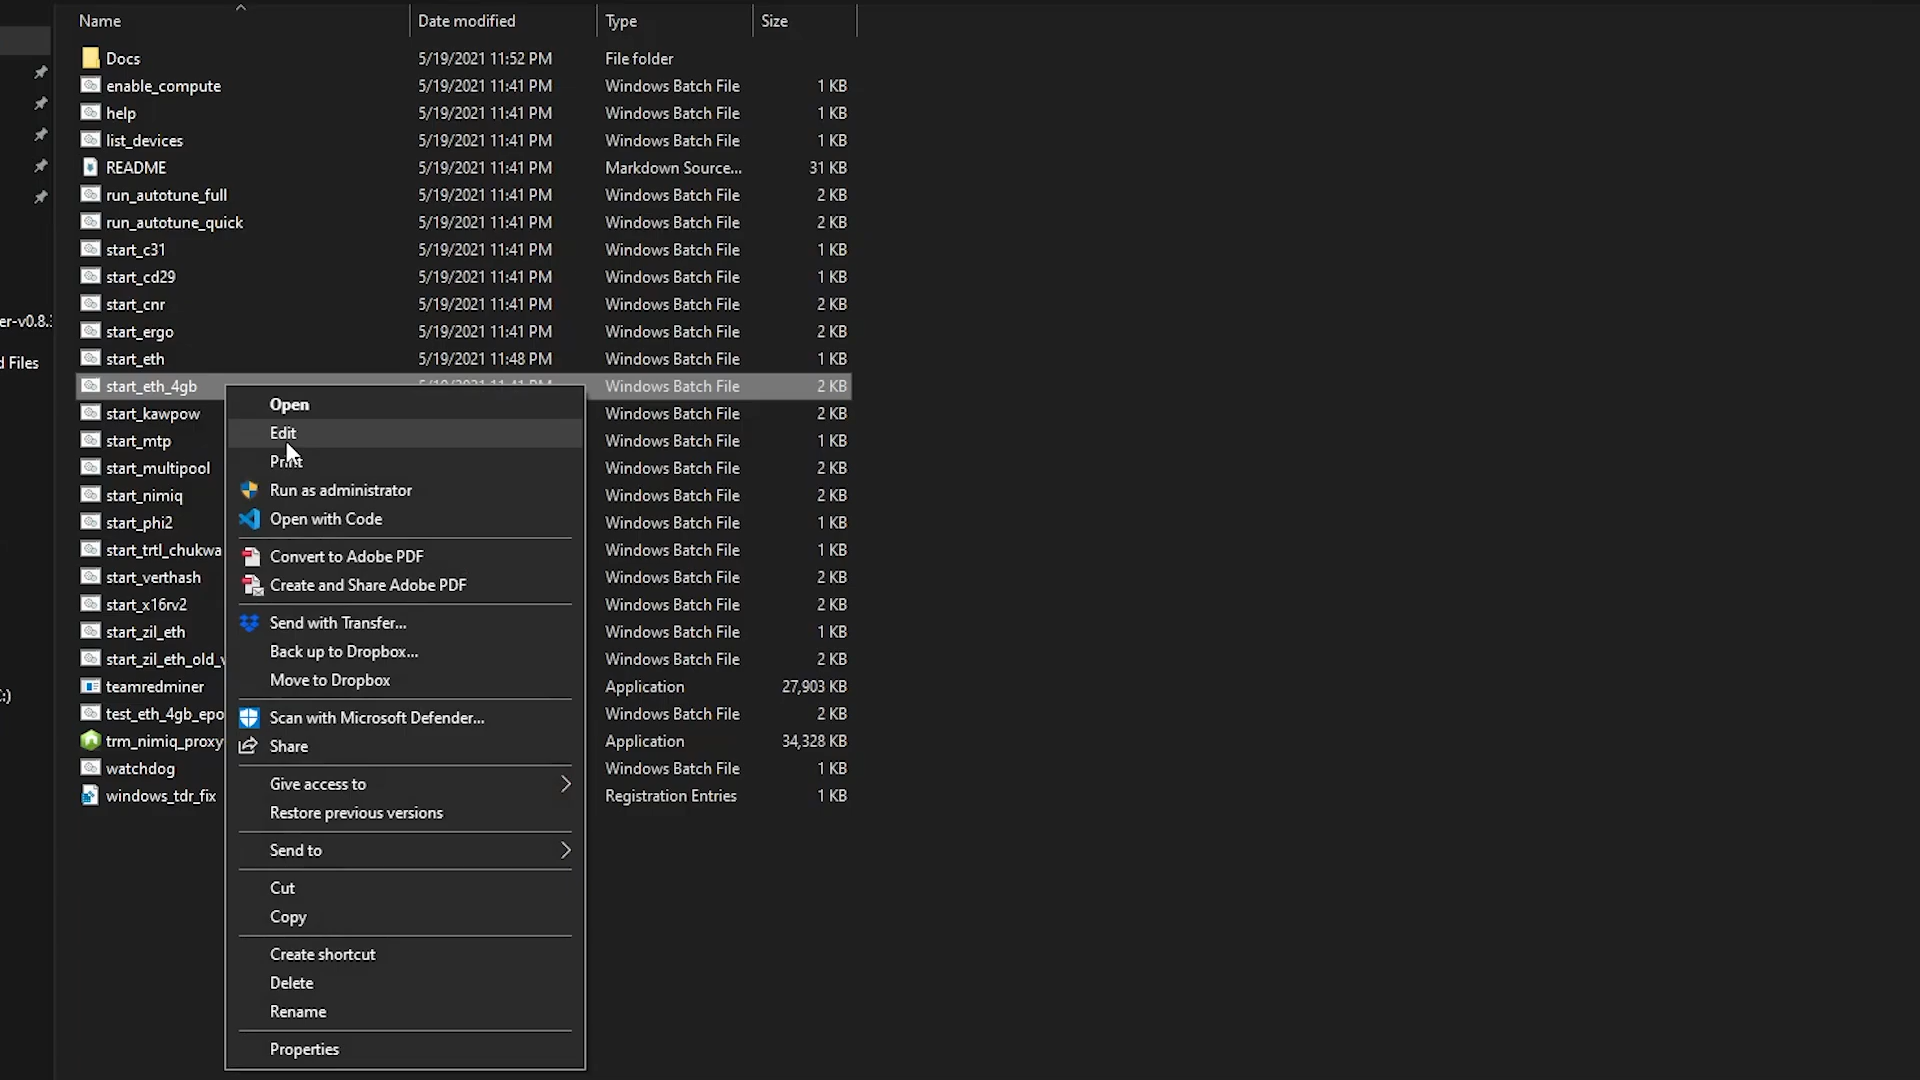 Name Date modified Type Size
Docs 5/19/2021 11:52 PM File folder
enable_compute 5/19/2021 11:41 PM Windows Batch File 1 KB
help 5/19/2021 11:41 PM Windows Batch File 1 KB
list_devices 5/19/2021 11:41 PM Windows Batch File 1 KB
README 5/19/2021 11:41 PM Markdown Source... 31 KB
run_autotune_full 5/19/2021 11:41 PM Windows Batch File 2 KB
run_autotune_quick 5/19/2021 11:41 PM Windows Batch File 2 KB
start_c31 5/19/2021 11:41 PM Windows Batch File 1 KB
start_cd29 5/19/2021 11:41 PM Windows Batch File 1 KB
start_cnr 5/19/2021 11:41 PM Windows Batch File 2 KB
er-v0.8.
start_ergo 5/19/2021 11:41 PM Windows Batch File 2 KB
d Files
start_eth 5/19/2021 11:48 PM Windows Batch File 1 KB
start_eth_4gb Windows Batch File 2 KB
start_kawpow Windows Batch File 2 KB
start_mtp Windows Batch File 1 KB
start_multipool Windows Batch File 2 KB
start_nimiq Windows Batch File 2 KB
start_phi2 Windows Batch File 1 KB
start_trtl_chukwa Windows Batch File 1 KB
start_verthash Windows Batch File 2 KB
start_x16rv2 Windows Batch File 2 KB
start_zil_eth Windows Batch File 1 KB
start_zil_eth_old_v Windows Batch File 2 KB
:)
teamredminer Application 27,903 KB
test_eth_4gb_epo Windows Batch File 2 KB
trm_nimiq_proxy Application 34,328 KB
watchdog Windows Batch File 1 KB
windows_tdr_fix Registration Entries 1 KB
Open
Edit
Print
Run as administrator
Open with Code
Convert to Adobe PDF
Create and Share Adobe PDF
Send with Transfer...
Back up to Dropbox...
Move to Dropbox
Scan with Microsoft Defender...
Share
Give access to
Restore previous versions
Send to
Cut
Copy
Create shortcut
Delete
Rename
Properties